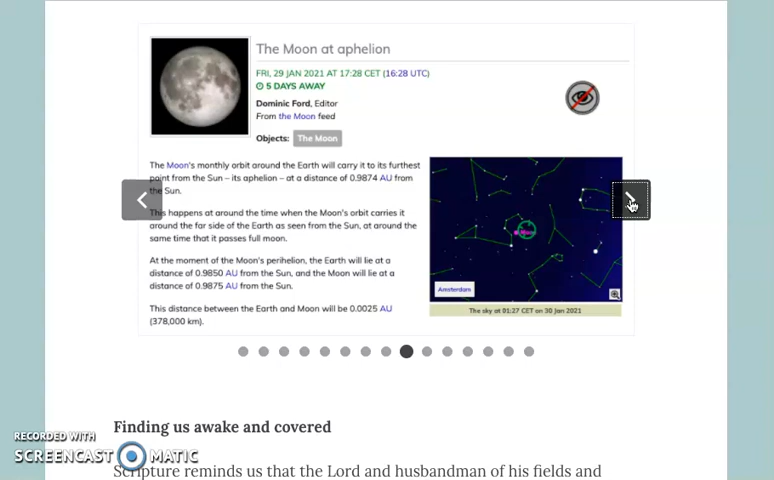 The Moon at aphelion
FRI, 29 JAN 2021 AT 17:28 CET (16:28 UTC)
5 DAYS AWAY
Dominic Ford, Editor
From the Moon feed
Objects: The Moon
The Moon's monthly orbit around the Earth will carry it to its furthest
point from the Sun – its aphelion – at a distance of 0.9874 AU from
the Sun.
This happens at around the time when the Moon's orbit carries it
around the far side of the Earth as seen from the Sun, at around the
same time that it passes full moon.
At the moment of the Moon's perihelion, the Earth will lie at a
distance of 0.9850 AU from the Sun, and the Moon will lie at a
distance of 0.9875 AU from the Sun.
This distance between the Earth and Moon will be 0.0025 AU
(378,000 km).
Moon
Amsterdam
The sky at 01:27 CET on 30 Jan 2021
Finding us awake and covered
Scripture reminds us that the Lord and husbandman of his fields and
RECORDED WITH
SCREENCAST MATIC